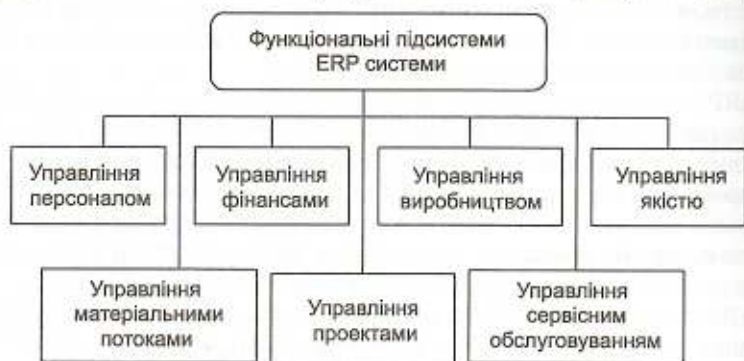 Функціональні підсистеми
ERP системи
Управління
персоналом
Управління
фінансами
Управління
виробництвом
Управління
якістю
Управління
матеріальними
потоками
Управління
проектами
Управління
сервісним
обслуговуванням